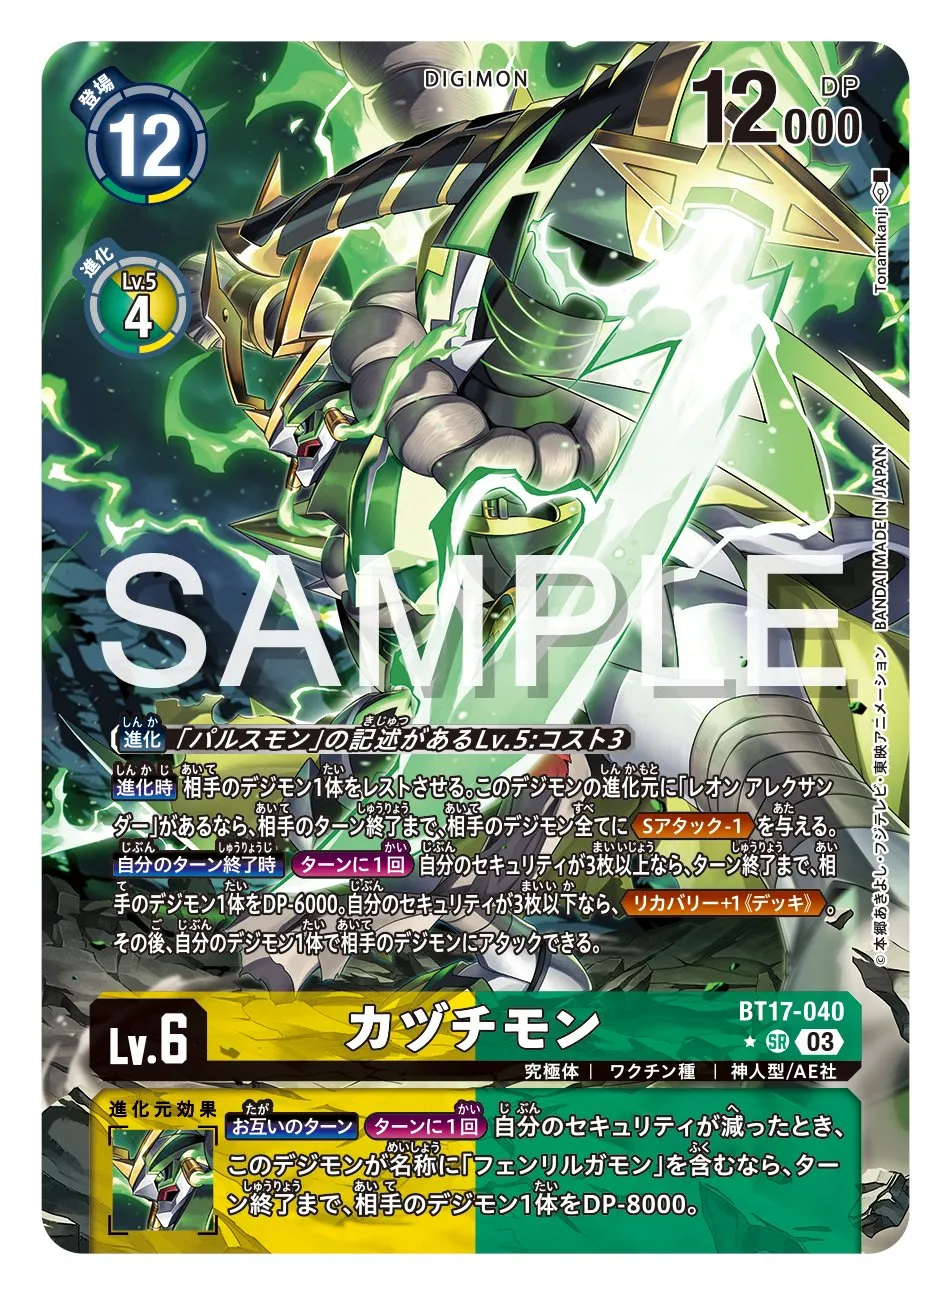 DIGIMON
登場
12
12000
DP
進化
Lv.5
4
Tonamikanji
SAMPLE
BANDAI MADE IN JAPAN
©本郷あきよし・フジテレビ・東映アニメーション
進化 「パルスモン」の記述があるLv.5:コスト3
進化時 相手のデジモン1体をレストさせる。このデジモンの進化元に「レオン アレクサン
ダー」があるなら、相手のターン終了まで、相手のデジモン全てに Sアタック-1 を与える。
自分のターン終了時 ターンに1回 自分のセキュリティが3枚以上なら、ターン終了まで、相
手のデジモン1体をDP-6000。自分のセキュリティが3枚以下なら、 リカバリー+1《デッキ》 。
その後、自分のデジモン1体で相手のデジモンにアタックできる。
Lv.6
カヅチモン
BT17-040
★ SR 03
究極体 | ワクチン種 | 神人型/AE社
進化元効果
お互いのターン ターンに1回 自分のセキュリティが減ったとき、
このデジモンが名称に「フェンリルガモン」を含むなら、ター
ン終了まで、相手のデジモン1体をDP-8000。